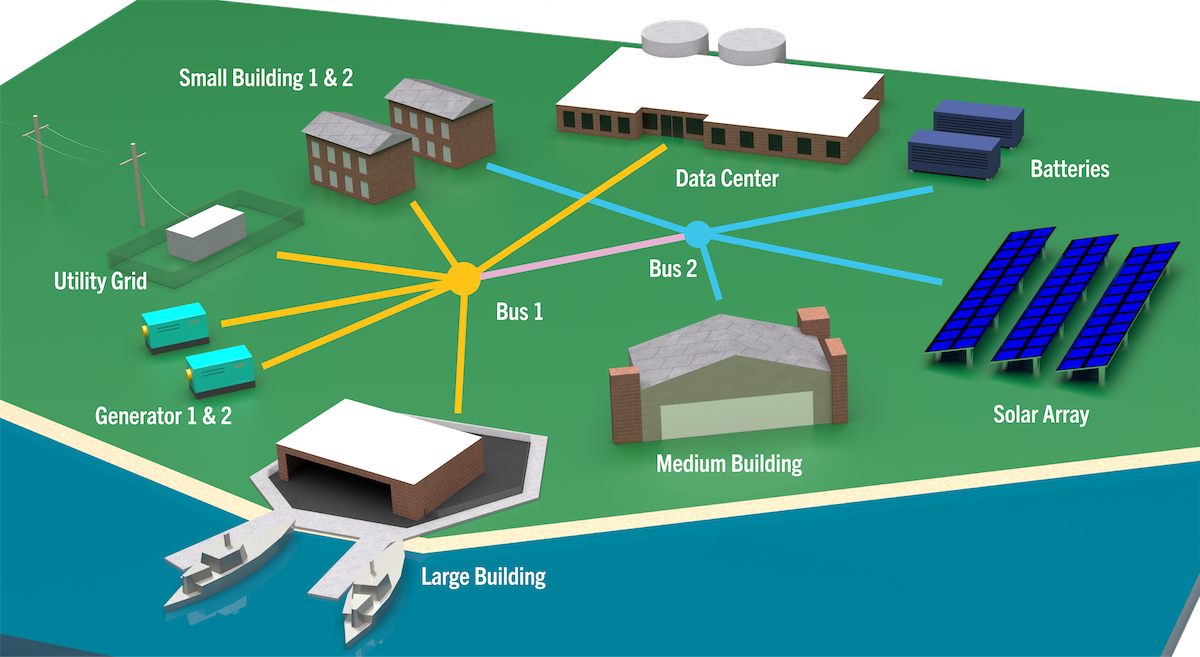 Small Building 1 & 2
Data Center
Batteries
Utility Grid
Bus 2
Bus 1
Generator 1 & 2
Solar Array
Medium Building
Large Building